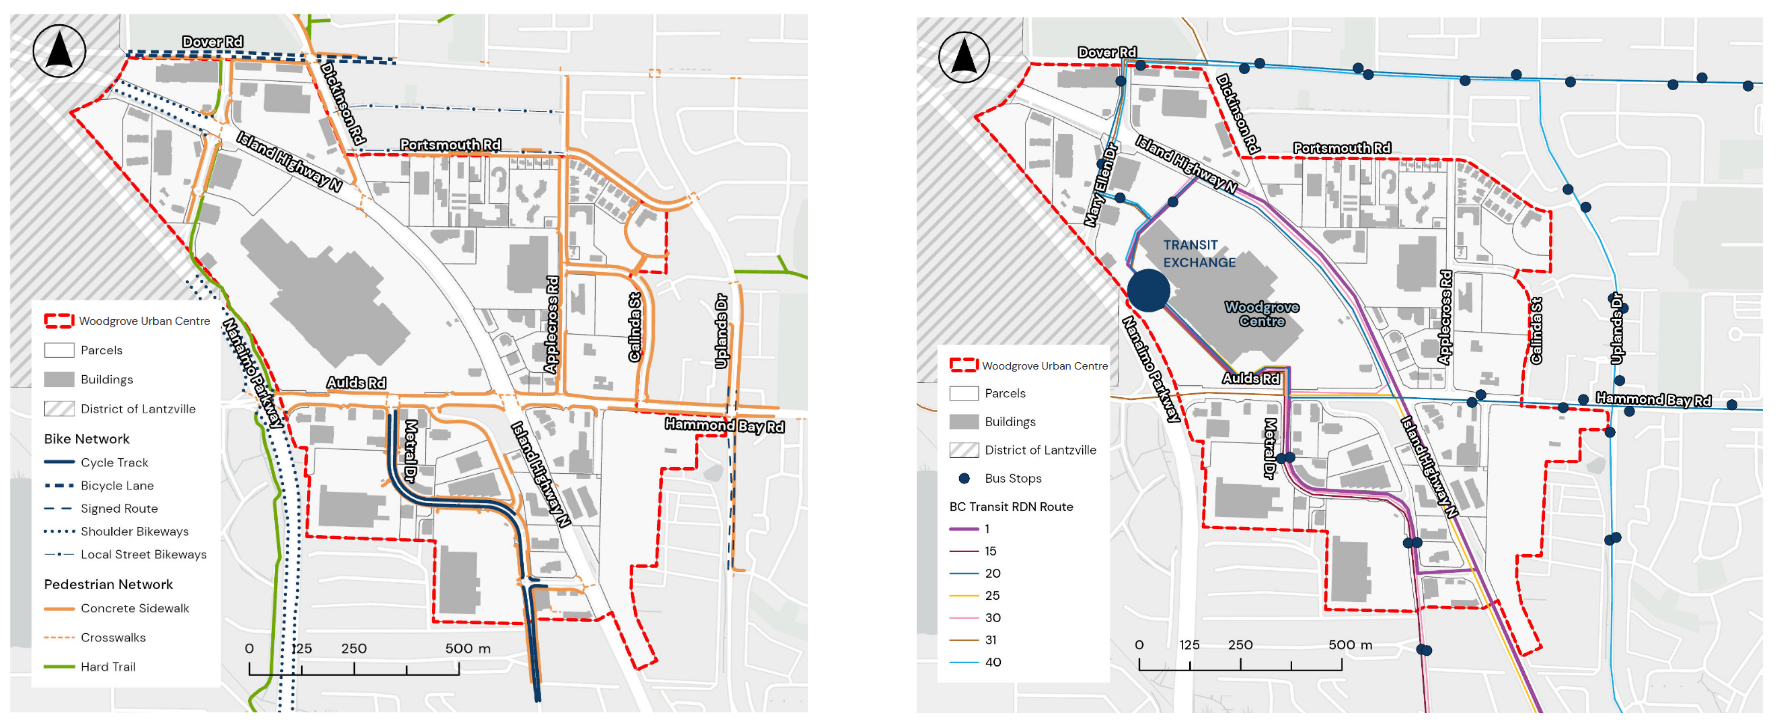 Dover Rd
Dickinson Rd
Portsmouth Rd
Island Highway N
Applecross Rd
Calinda St
Uplands Dr
Nanaimo Parkway
Aulds Rd
Hammond Bay Rd
Metral Dr
Island Highway N
Woodgrove Urban Centre
Parcels
Buildings
District of Lantzville
Bike Network
Cycle Track
Bicycle Lane
Signed Route
Shoulder Bikeways
Local Street Bikeways
Pedestrian Network
Concrete Sidewalk
Crosswalks
Hard Trail
0 125 250 500 m
Dover Rd
Dickinson Rd
Portsmouth Rd
Island Highway N
Mary Ellen Dr
TRANSIT
EXCHANGE
Woodgrove
Centre
Applecross Rd
Calinda St
Uplands Dr
Nanaimo Parkway
Aulds Rd
Hammond Bay Rd
Metral Dr
Island Highway N
Woodgrove Urban Centre
Parcels
Buildings
District of Lantzville
Bus Stops
BC Transit RDN Route
1
15
20
25
30
31
40
0 125 250 500 m